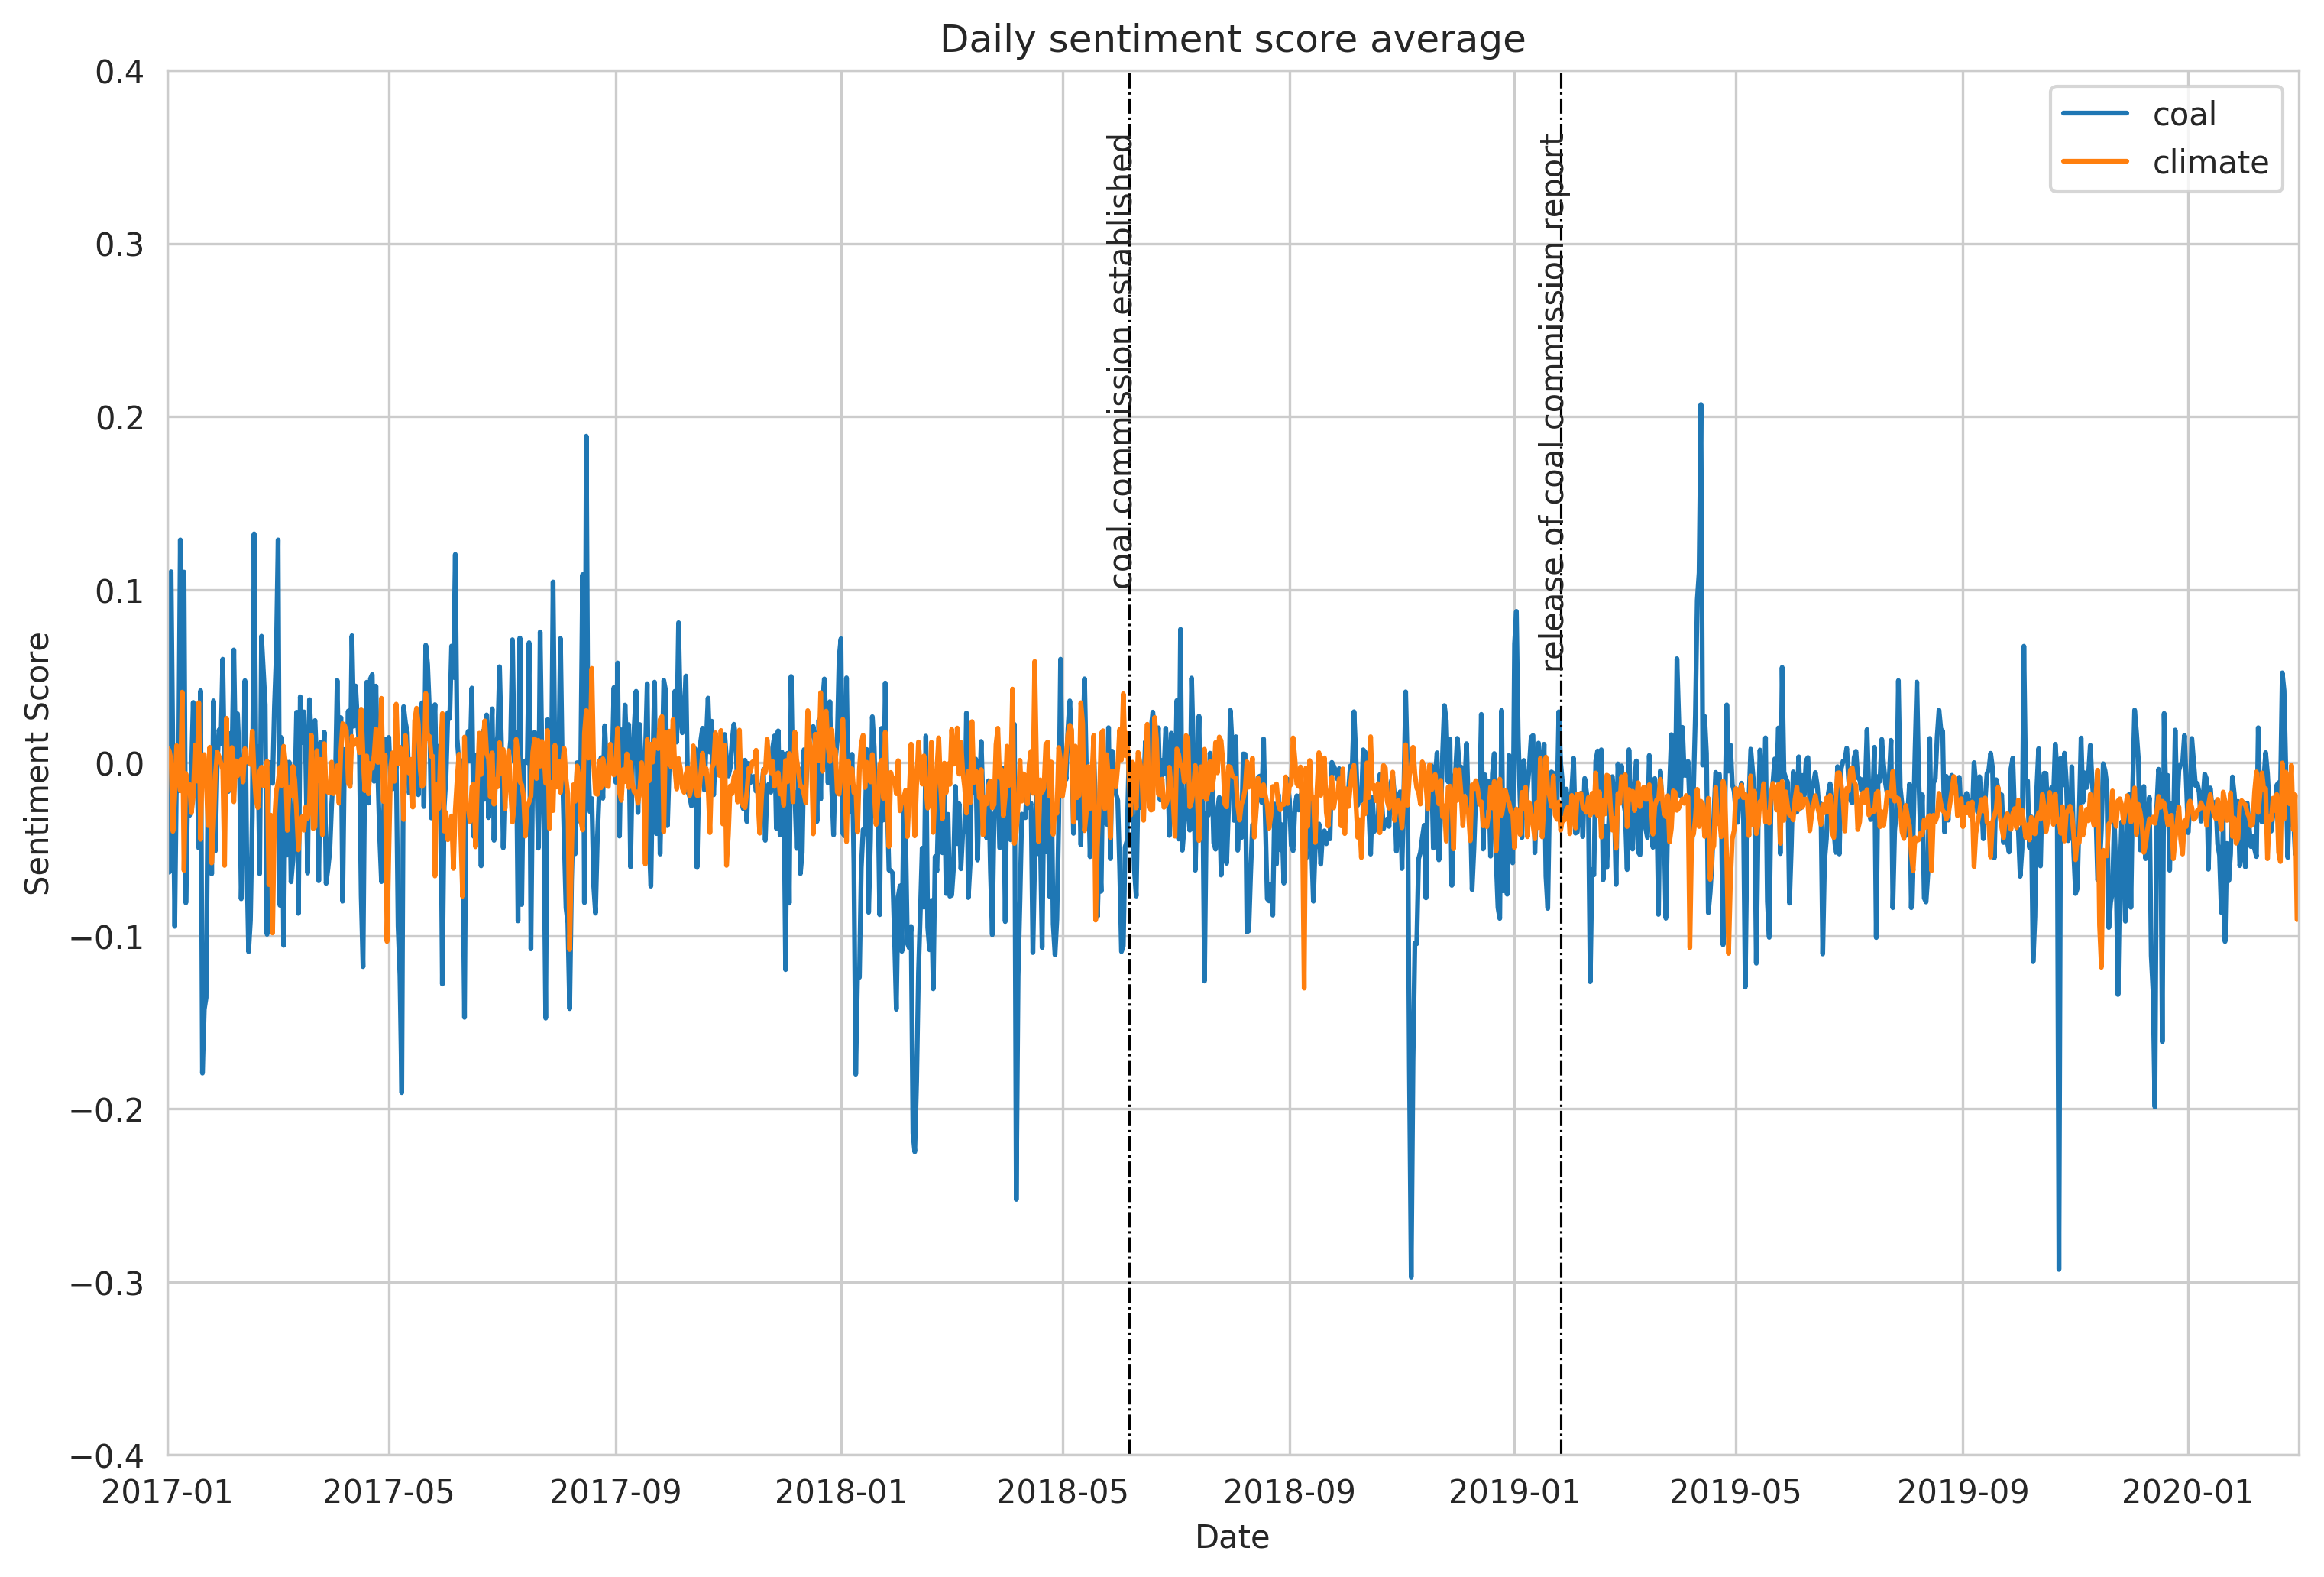 Daily sentiment score average
coal
climate
coal commission established
release of coal commission report
Sentiment Score
0.4
0.3
0.2
0.1
0.0
−0.1
−0.2
−0.3
−0.4
2017-01
2017-05
2017-09
2018-01
2018-05
2018-09
2019-01
2019-05
2019-09
2020-01
Date